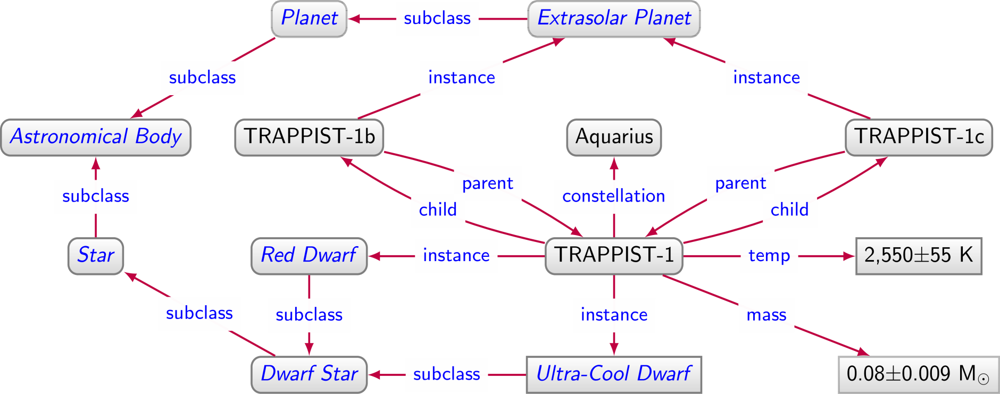 Planet
subclass
Extrasolar Planet
subclass
instance
instance
Astronomical Body
TRAPPIST-1b
Aquarius
TRAPPIST-1c
subclass
parent
child
constellation
parent
child
Star
Red Dwarf
instance
TRAPPIST-1
temp
2,550±55 K
subclass
subclass
instance
mass
Dwarf Star
subclass
Ultra-Cool Dwarf
0.08±0.009 M☉